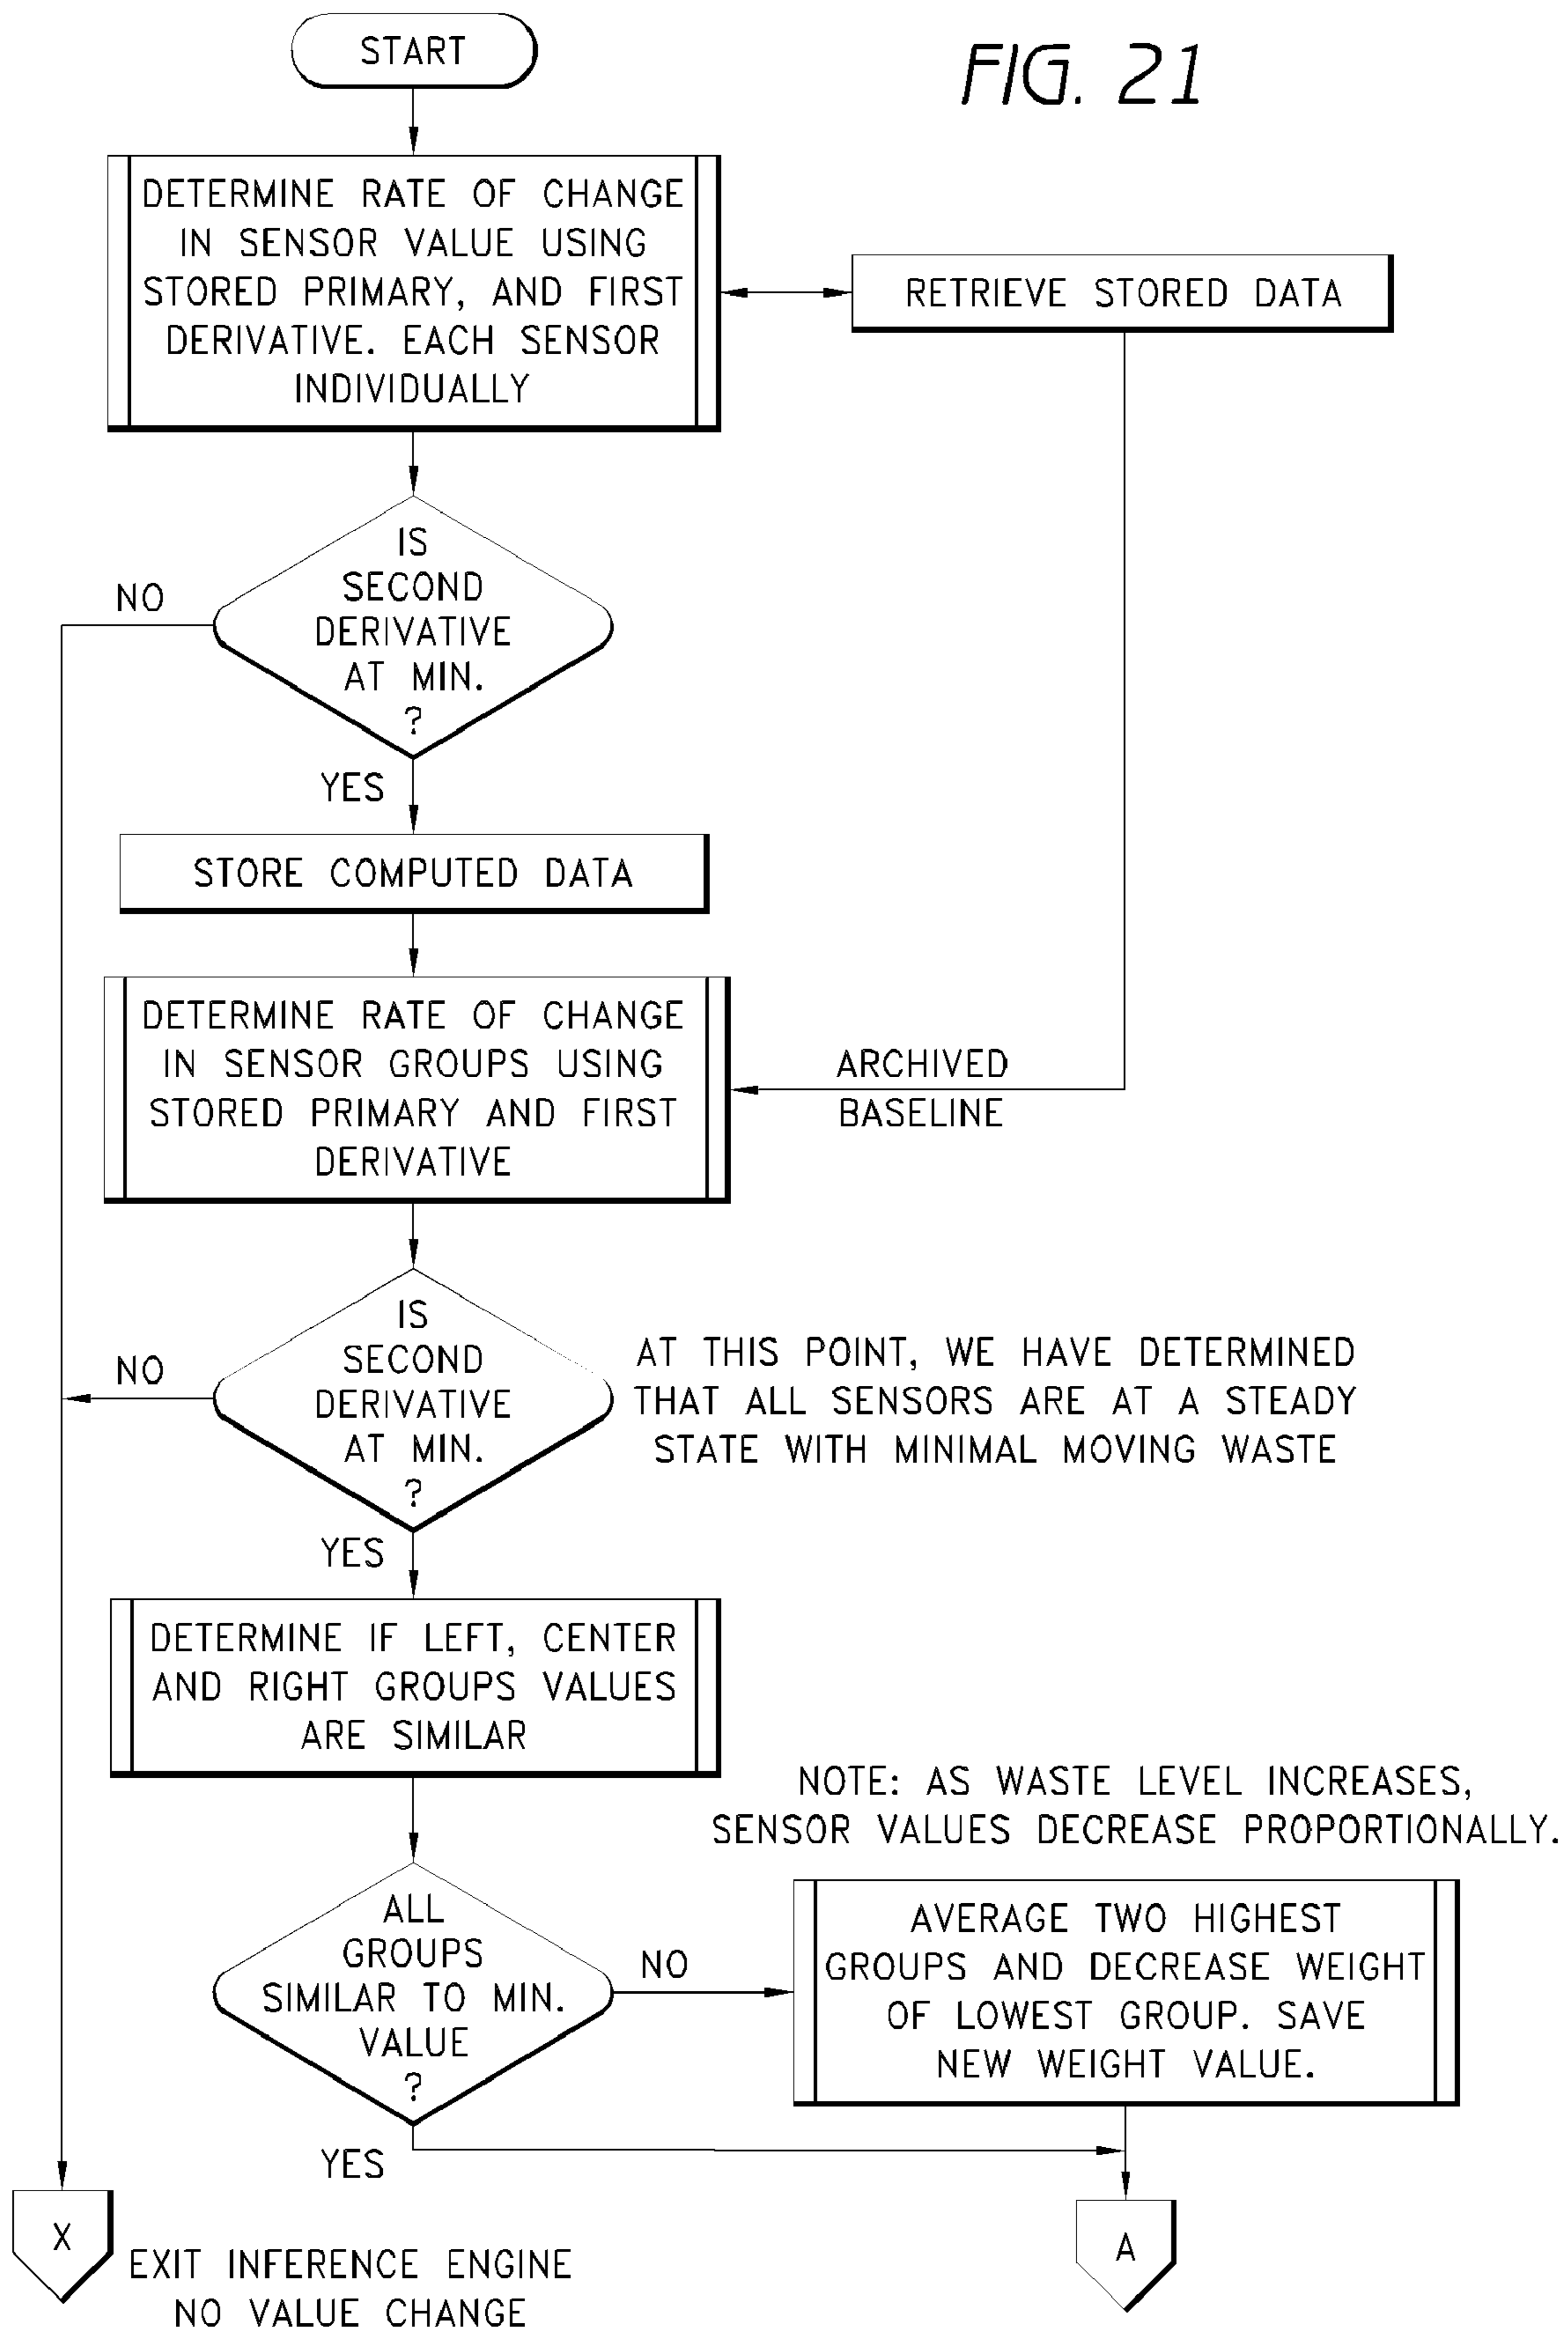 START
FIG. 21
DETERMINE RATE OF CHANGE
IN SENSOR VALUE USING
STORED PRIMARY, AND FIRST
DERIVATIVE. EACH SENSOR
INDIVIDUALLY
RETRIEVE STORED DATA
IS
SECOND
DERIVATIVE
AT MIN.
?
NO
YES
STORE COMPUTED DATA
DETERMINE RATE OF CHANGE
IN SENSOR GROUPS USING
STORED PRIMARY AND FIRST
DERIVATIVE
ARCHIVED
BASELINE
IS
SECOND
DERIVATIVE
AT MIN.
?
NO
AT THIS POINT, WE HAVE DETERMINED
THAT ALL SENSORS ARE AT A STEADY
STATE WITH MINIMAL MOVING WASTE
YES
DETERMINE IF LEFT, CENTER
AND RIGHT GROUPS VALUES
ARE SIMILAR
NOTE: AS WASTE LEVEL INCREASES,
SENSOR VALUES DECREASE PROPORTIONALLY.
ALL
GROUPS
SIMILAR TO MIN.
VALUE
?
NO
AVERAGE TWO HIGHEST
GROUPS AND DECREASE WEIGHT
OF LOWEST GROUP. SAVE
NEW WEIGHT VALUE.
YES
X
EXIT INFERENCE ENGINE
NO VALUE CHANGE
A